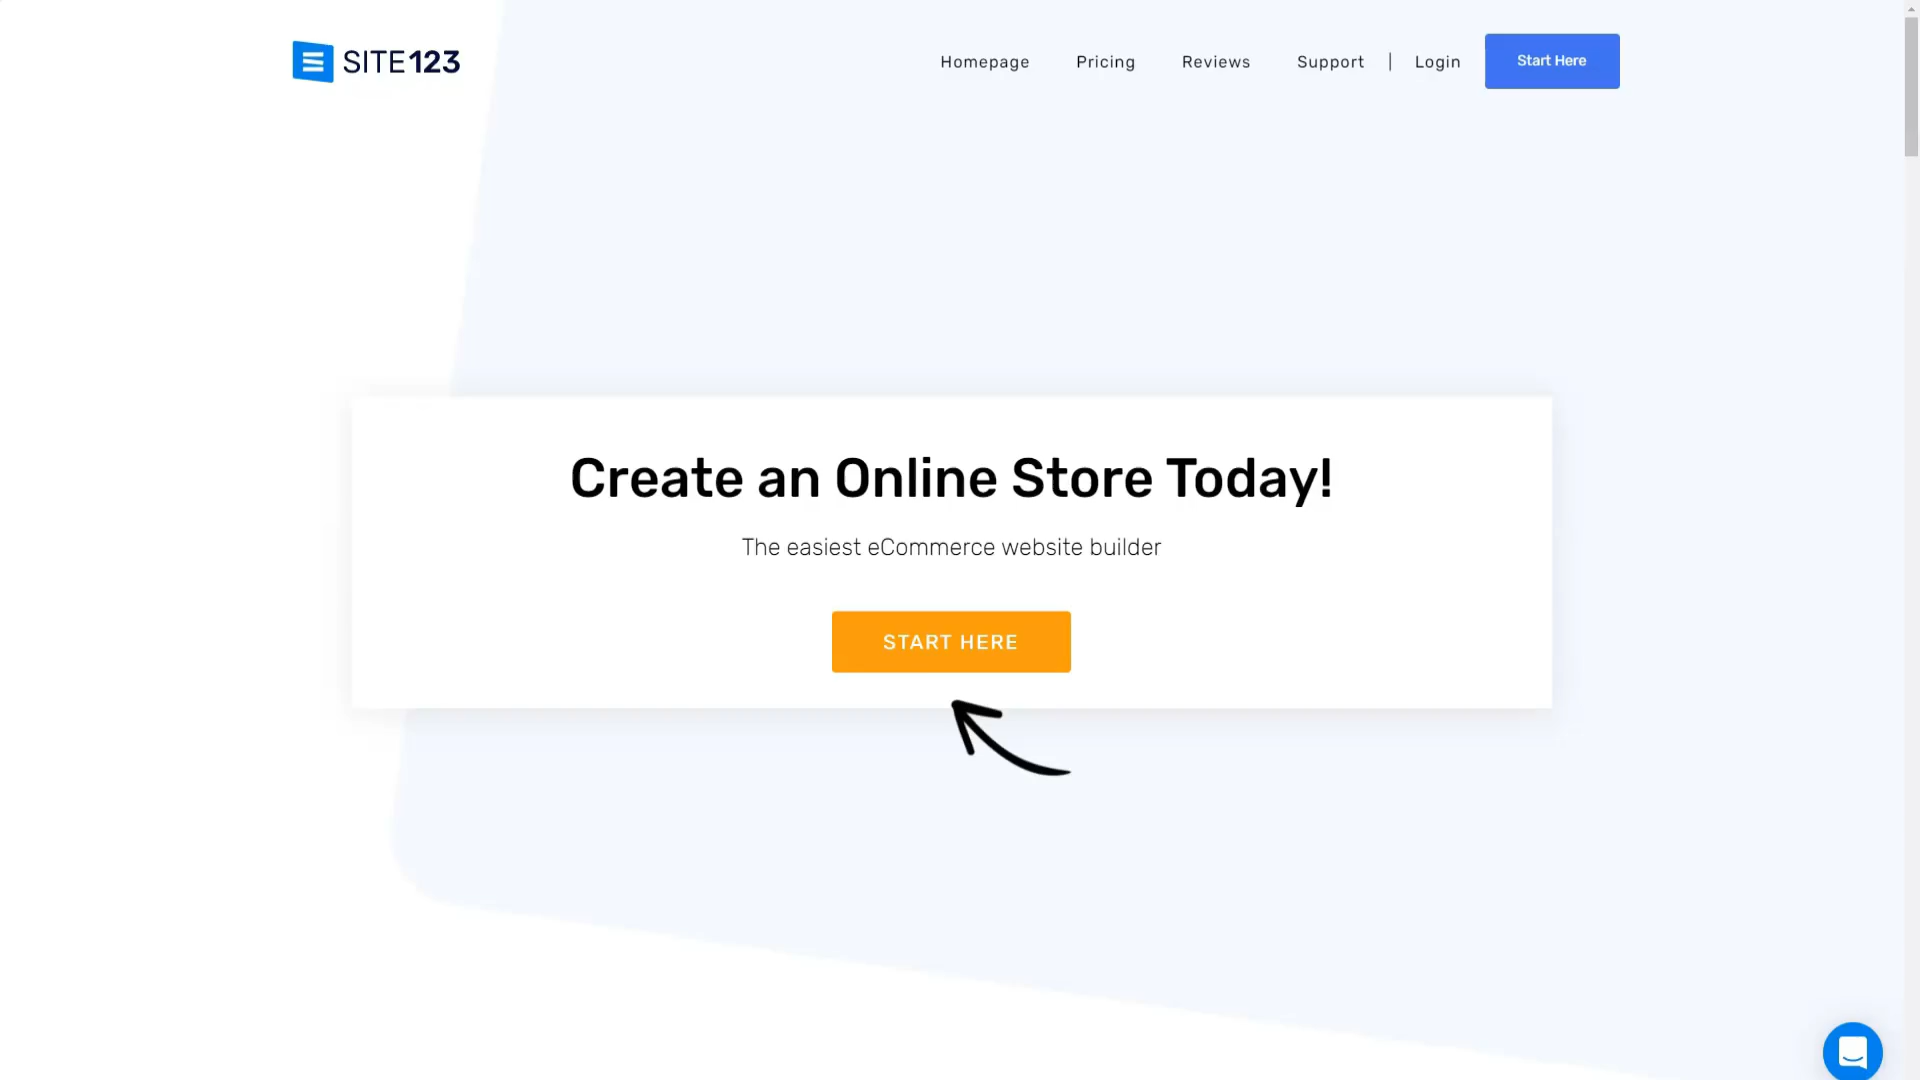 SITE123
Homepage Pricing Reviews Support | Login Start Here
Create an Online Store Today!
The easiest eCommerce website builder
START HERE